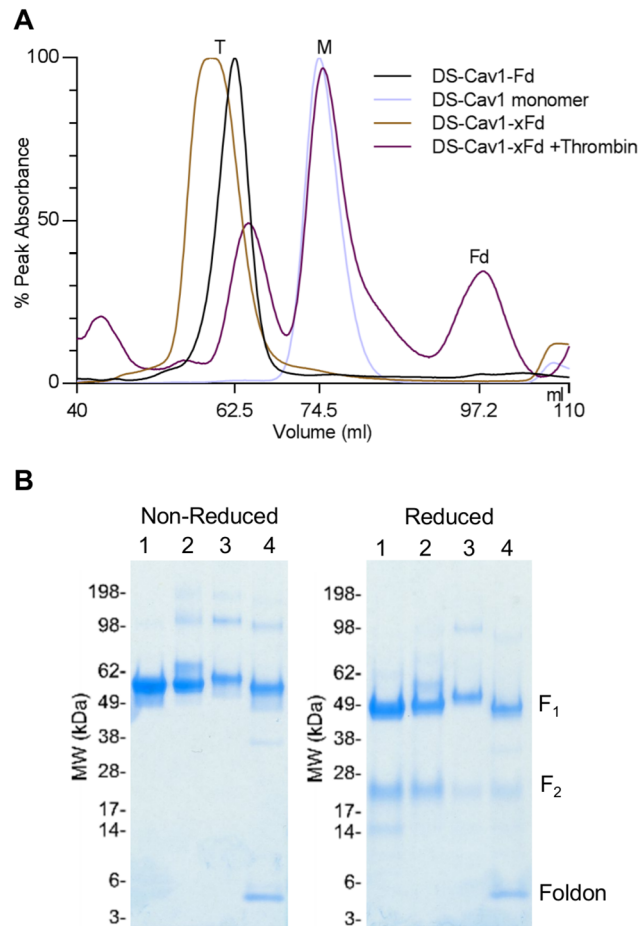 A
T
M
100
DS-Cav1-Fd
DS-Cav1 monomer
DS-Cav1-xFd
DS-Cav1-xFd +Thrombin
50
% Peak Absorbance
Fd
0
ml
40
62.5
74.5
97.2
110
Volume (ml)
B
Non-Reduced
1 2 3 4
198-
98-
62-
49-
38-
28-
17-
14-
6-
3-
MW (kDa)
Reduced
1 2 3 4
198-
98-
62-
49-
38-
28-
17-
14-
6-
3-
MW (kDa)
F₁
F₂
Foldon